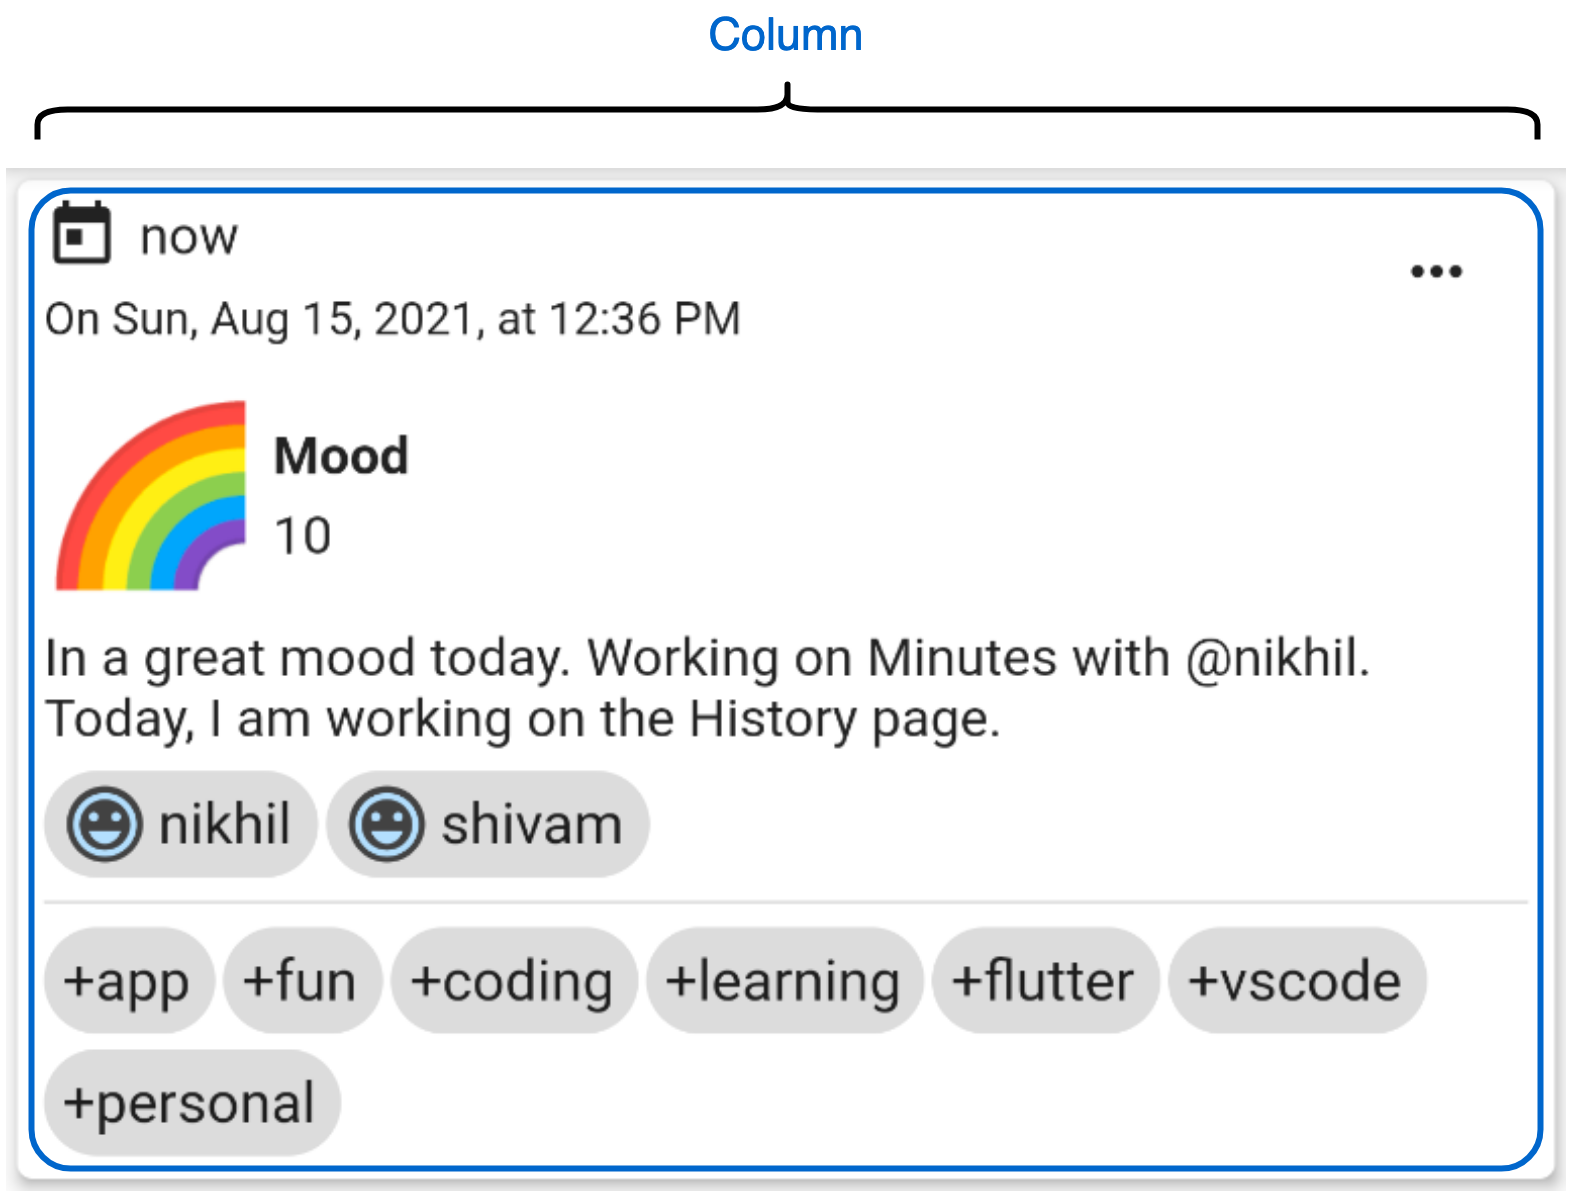 Column
now
On Sun, Aug 15, 2021, at 12:36 PM
Mood
10
In a great mood today. Working on Minutes with @nikhil.
Today, I am working on the History page.
nikhil shivam
+app +fun +coding +learning +flutter +vscode
+personal